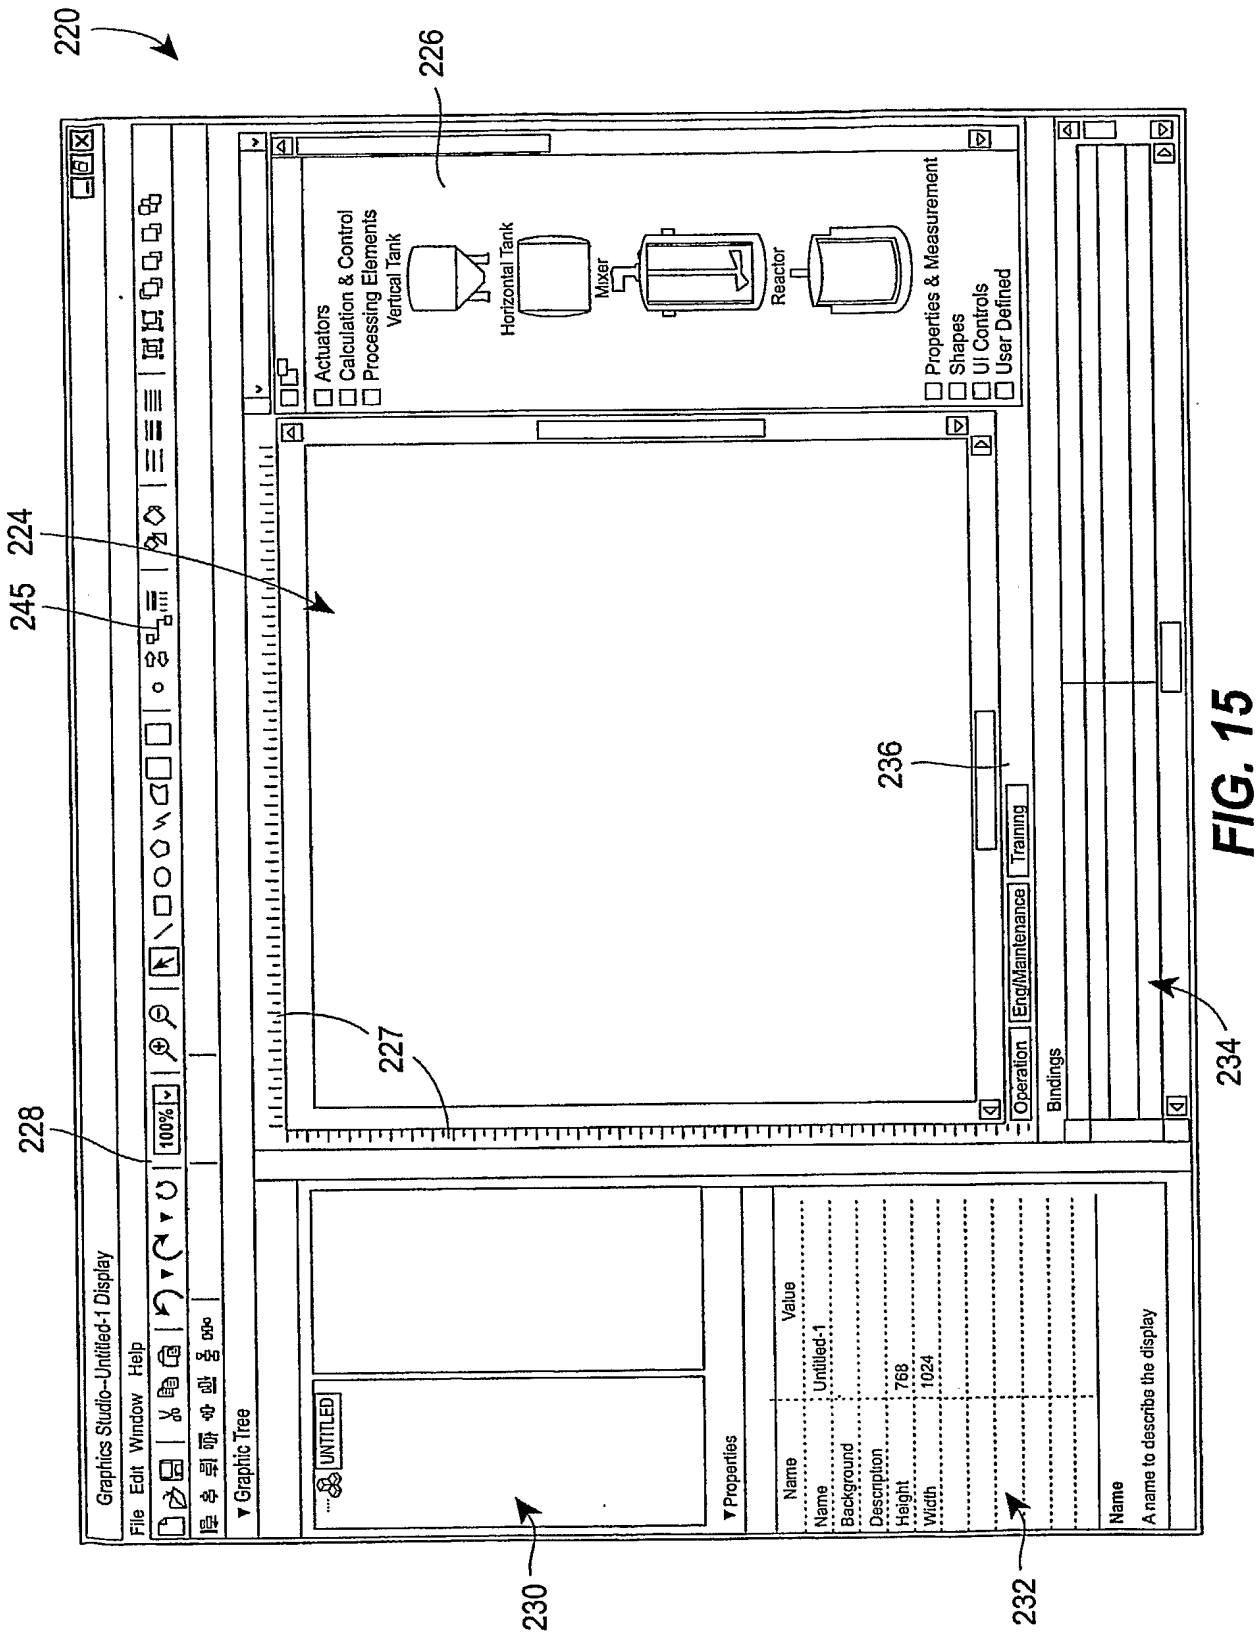 220
245
224
228
226
Graphics Studio--Untitled-1 Display
File Edit Window Help
100%
▼ Graphic Tree
UNTITLED
230
▼ Properties
Name Value
Name Untitled-1
Background
Description
Height 768
Width 1024
232
Name
A name to describe the display
227
236
Operation Eng/Maintenance Training
Bindings
234
Actuators
Calculation & Control
Processing Elements
Vertical Tank
Horizontal Tank
Mixer
Reactor
Properties & Measurement
Shapes
UI Controls
User Defined
FIG. 15